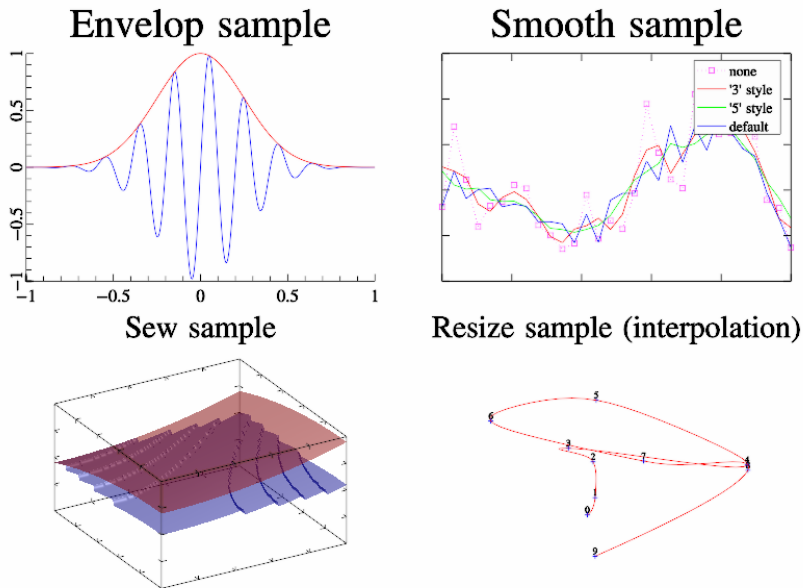 Envelop sample
Smooth sample
1
0.5
0
−0.5
−1
−1
−0.5
0
0.5
1
none
'3' style
'5' style
default
Sew sample
Resize sample (interpolation)
5
6
3
2
7
4
1
0
9